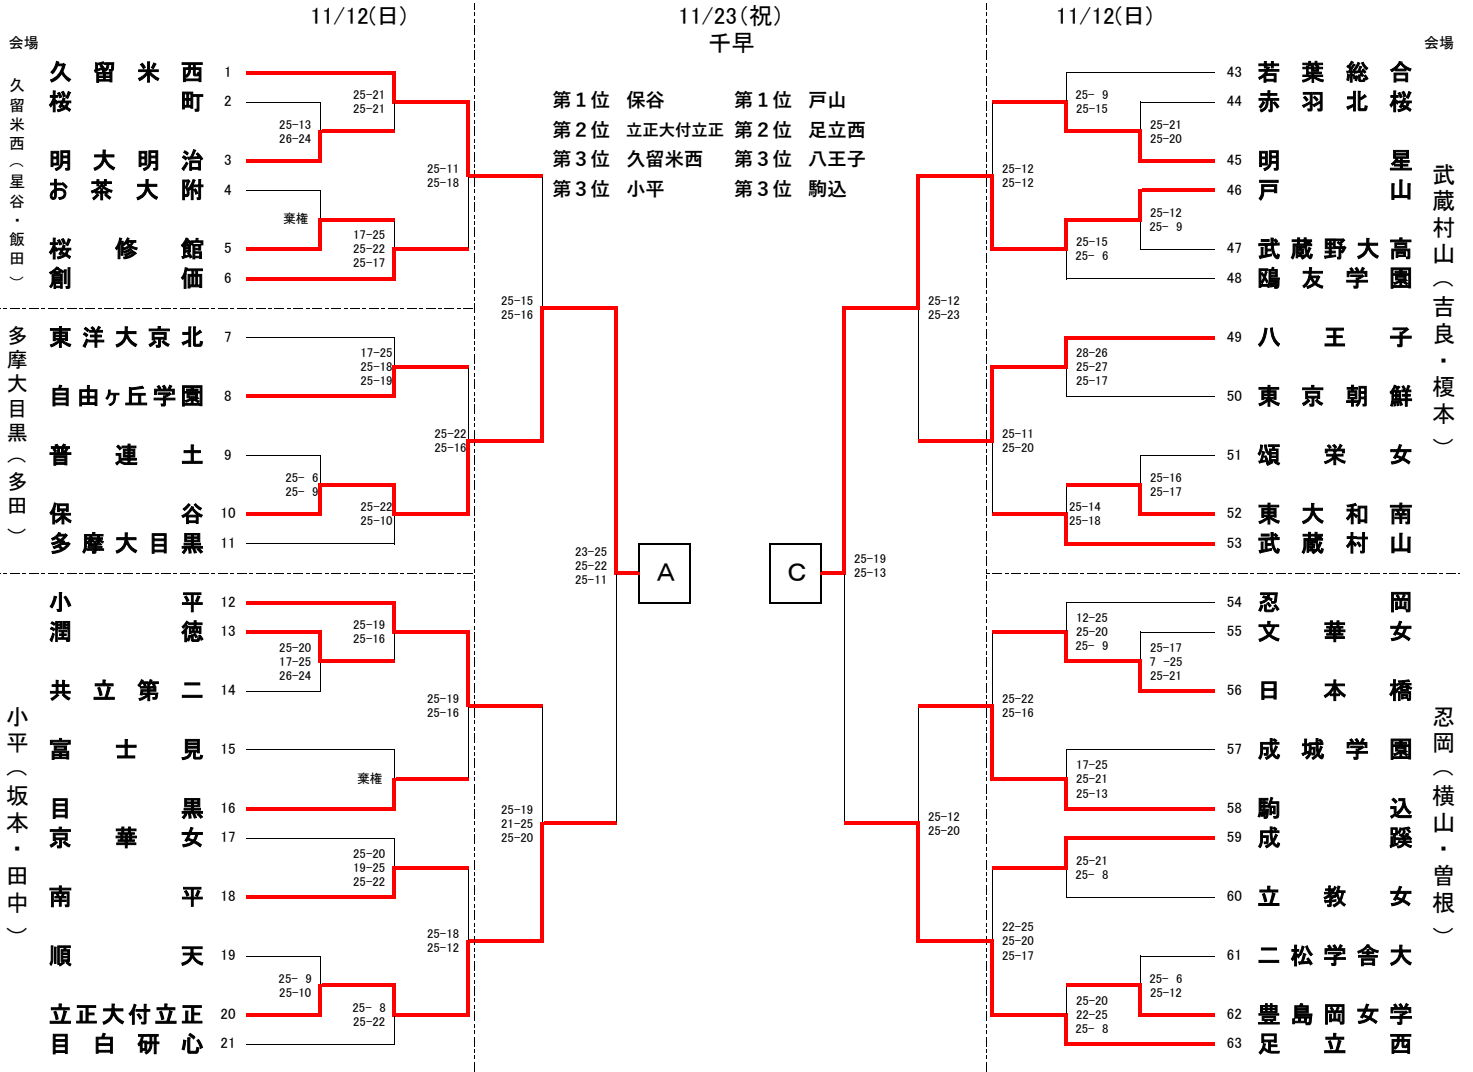 11/12(日)
11/23(祝)
11/12(日)
千早
会場
会場
久留米西(星谷・飯田)
久留米西 1
桜町 2
明大明治 3
お茶大附 4
桜修館 5
創価 6
25-21
25-21
25-13
26-24
棄権
17-25
25-22
25-17
25-11
25-18
多摩大目黒(多田)
東洋大京北 7
自由ヶ丘学園 8
普連土 9
保谷 10
多摩大目黒 11
17-25
25-18
25-19
25- 6
25- 9
25-22
25-10
25-22
25-16
25-15
25-16
小平(坂本・田中)
小平 12
潤徳 13
共立第二 14
富士見 15
目黒 16
京華女 17
南平 18
順天 19
立正大付立正 20
目白研心 21
25-19
25-16
25-20
17-25
26-24
25-19
25-16
棄権
25-20
19-25
25-22
25-18
25-12
25- 9
25-10
25- 8
25-22
25-19
21-25
25-20
第1位 保谷 第1位 戸山
第2位 立正大付立正 第2位 足立西
第3位 久留米西 第3位 八王子
第3位 小平 第3位 駒込
23-25
25-22
25-11
A
C
25-19
25-13
武蔵村山(吉良・榎本)
43 若葉総合
44 赤羽北桜
45 明星
46 戸山
47 武蔵野大高
48 鴎友学園
49 八王子
50 東京朝鮮
51 頌栄女
52 東大和南
53 武蔵村山
25- 9
25-15
25-21
25-20
25-12
25-12
25-12
25- 9
25-15
25- 6
25-12
25-23
28-26
25-27
25-17
25-11
25-20
25-16
25-17
25-14
25-18
忍岡(横山・曽根)
54 忍岡
55 文華女
56 日本橋
57 成城学園
58 駒込
59 成蹊
60 立教女
61 二松学舎大
62 豊島岡女学
63 足立西
12-25
25-20
25- 9
25-17
7 -25
25-21
25-22
25-16
17-25
25-21
25-13
25-12
25-20
25-21
25- 8
22-25
25-20
25-17
25- 6
25-12
25-20
22-25
25- 8